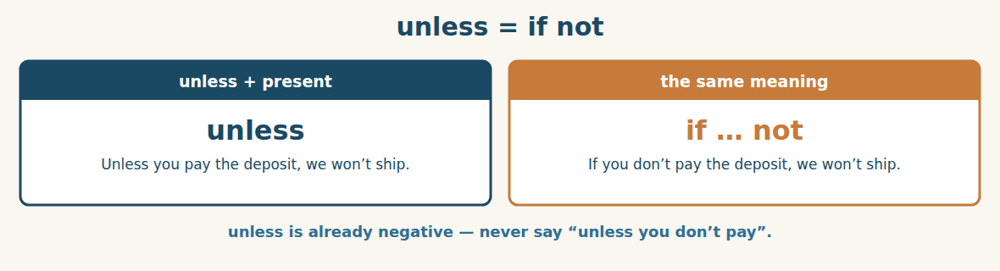 unless = if not
unless + present
unless
Unless you pay the deposit, we won’t ship.
the same meaning
if … not
If you don’t pay the deposit, we won’t ship.
unless is already negative — never say “unless you don’t pay”.